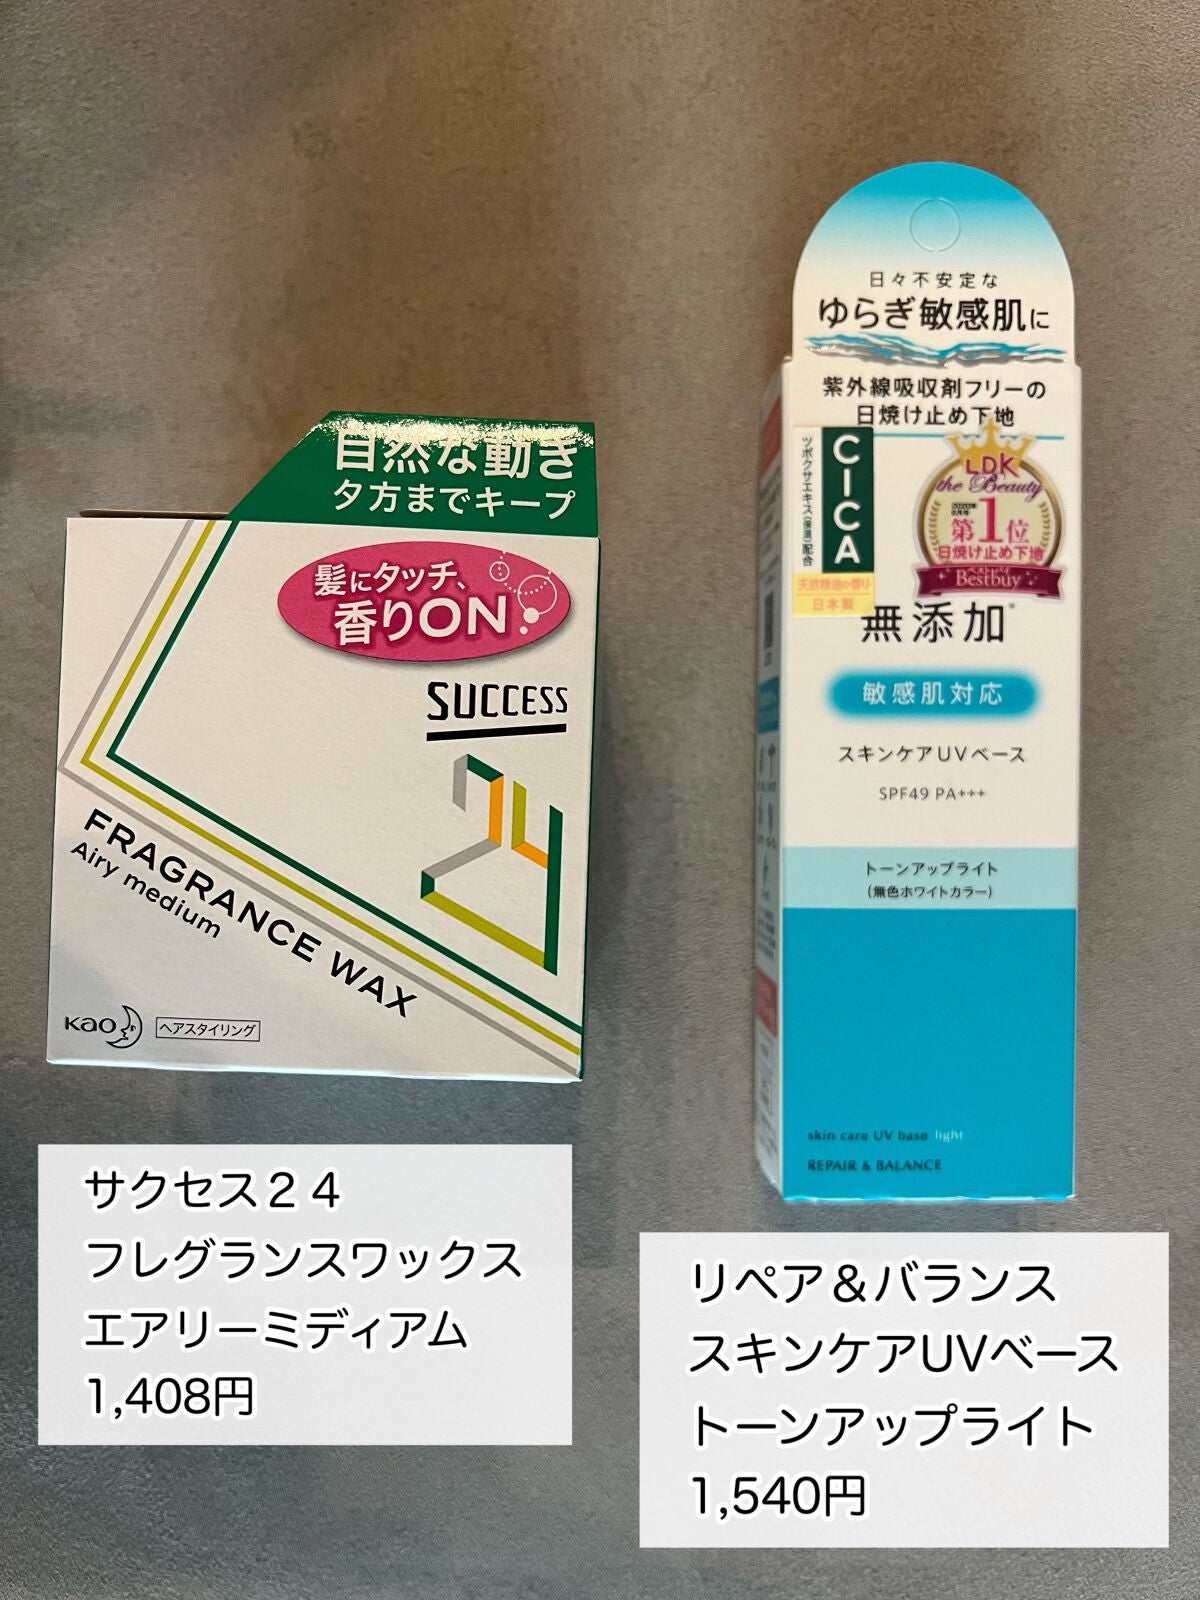 自然な動き
夕方までキープ
髪にタッチ、
香りON
SUCCESS
24
FRAGRANCE WAX
Airy medium
Kao
ヘアスタイリング
サクセス２４
フレグランスワックス
エアリーミディアム
1,408円
日々不安定な
ゆらぎ敏感肌に
紫外線吸収剤フリーの
日焼け止め下地
CICA
ツボクサエキス(保湿)配合
天然精油の香り
日本製
LDK
the Beauty
第1位
日焼け止め下地
ベストバイ
Bestbuy
無添加*
敏感肌対応
スキンケアUVベース
SPF49 PA+++
トーンアップライト
(無色ホワイトカラー)
skin care UV base light
REPAIR & BALANCE
リペア＆バランス
スキンケアUVベース
トーンアップライト
1,540円